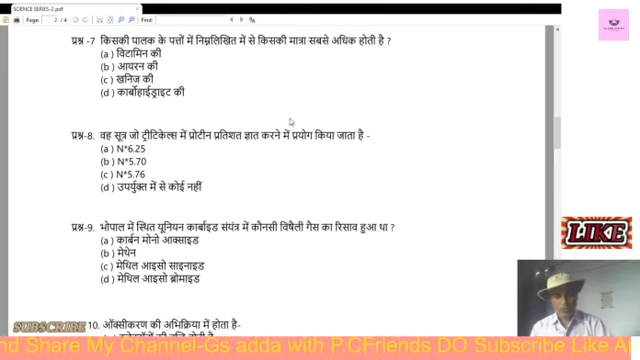 SCIENCE SERIES-2.pdf
Page: 2 / 4
Find:
प्रश्न -7 किसकी पालक के पत्तों में निम्नलिखित में से किसकी मात्रा सबसे अधिक होती है ?
(a) विटामिन की
(b) आयरन की
(c) खनिज की
(d) कार्बोहाईड्राइट की
प्रश्न-8. वह सूत्र जो ट्रीटिकेल्स में प्रोटीन प्रतिशत ज्ञात करने में प्रयोग किया जाता है -
(a) N*6.25
(b) N*5.70
(c) N*5.76
(d) उपर्युक्त में से कोई नहीं
प्रश्न-9. भोपाल में स्थित यूनियन कार्बाइड संयंत्र में कौनसी विषैली गैस का रिसाव हुआ था ?
(a) कार्बन मोनो आक्साइड
(b) मेथेन
(c) मेथिल आइसो साइनाइड
(d) मेथिल आइसो ब्रोमाइड
LIKE
SUBSCRIBE
10. ऑक्सीकरण की अभिक्रिया में होता है-
nd Share My Channel-Gs adda with P.CFriends DO Subscribe Like A